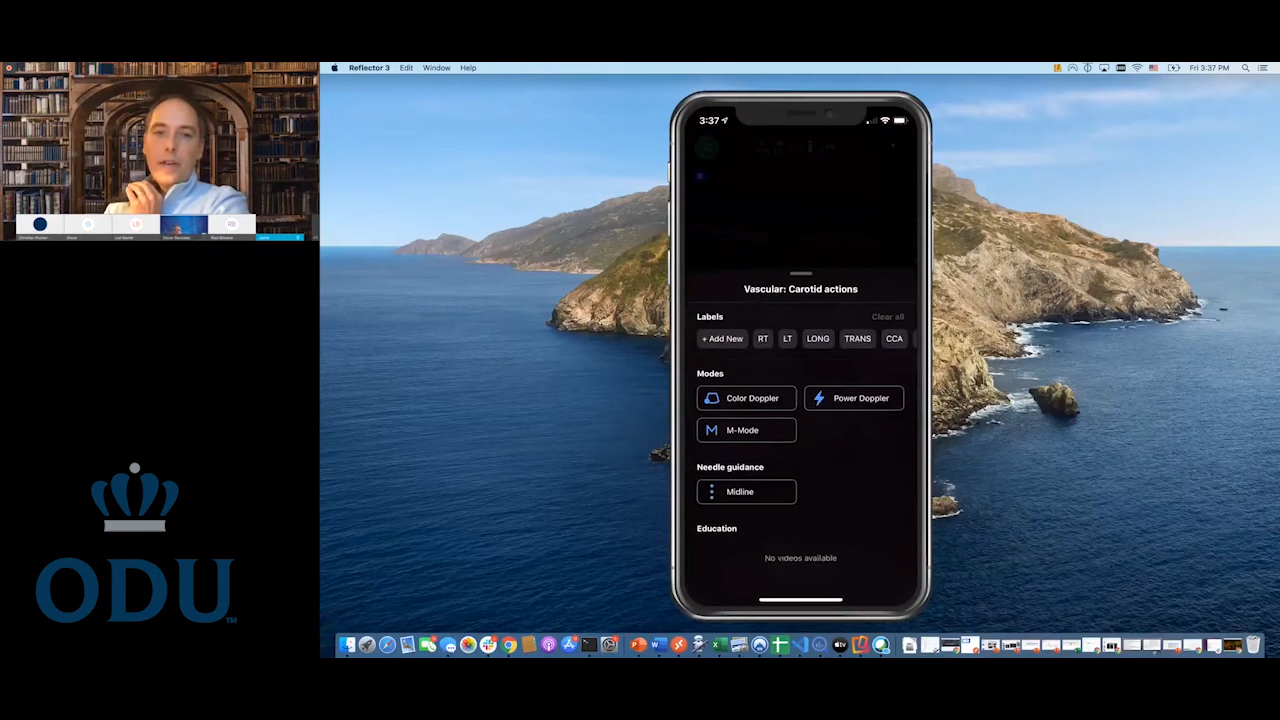 Reflector 3 Edit Window Help
Fri 3:37 PM
3:37
Vascular: Carotid actions
Labels
Clear all
+ Add New RT LT LONG TRANS CCA
Modes
Color Doppler
Power Doppler
M-Mode
Needle guidance
Midline
Education
No videos available
LB
RB
ODU